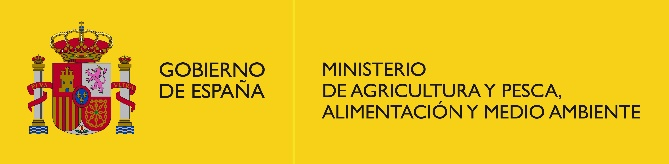 GOBIERNO
DE ESPAÑA
MINISTERIO
DE AGRICULTURA Y PESCA,
ALIMENTACIÓN Y MEDIO AMBIENTE